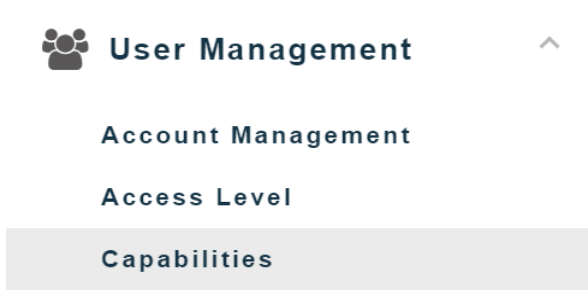 User Management
Account Management
Access Level
Capabilities